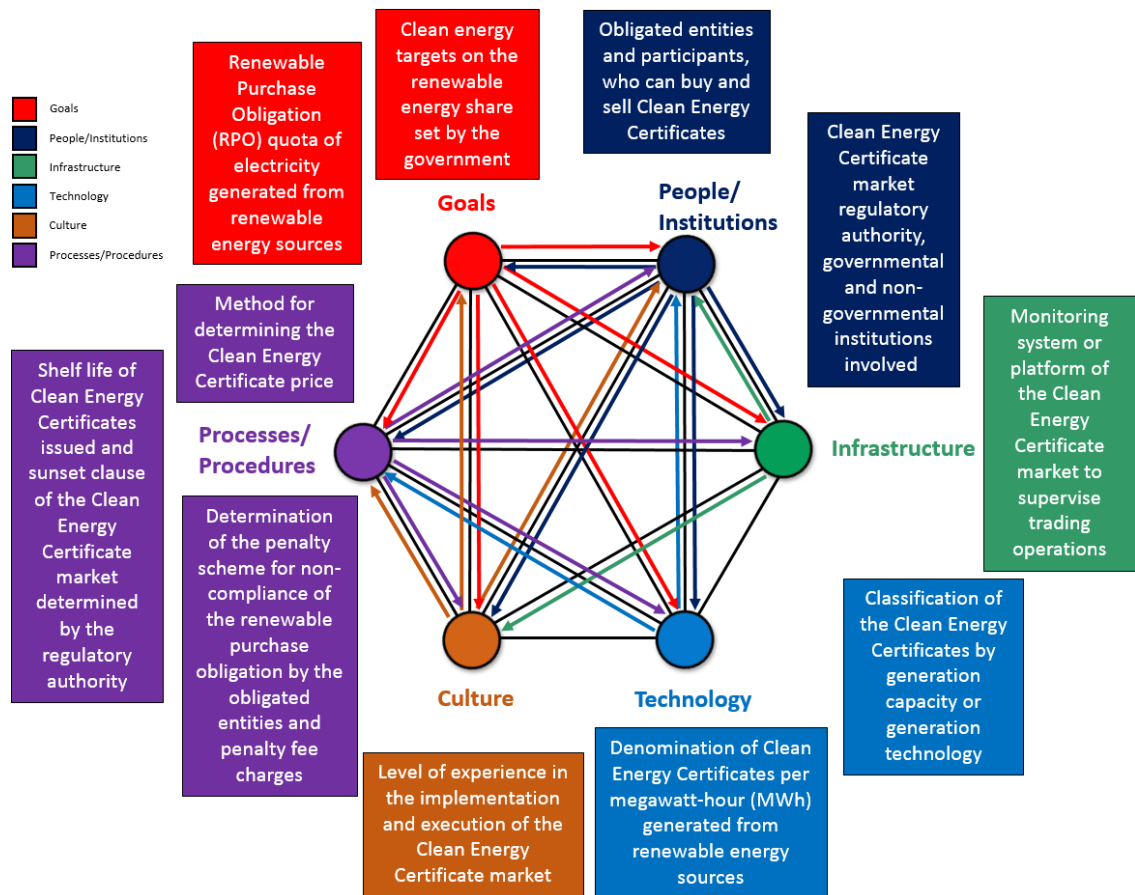 Goals
People/Institutions
Infrastructure
Technology
Culture
Processes/Procedures
Renewable
Purchase
Obligation
(RPO) quota of
electricity
generated from
renewable
energy sources
Clean energy
targets on the
renewable
energy share
set by the
government
Obligated entities
and participants,
who can buy and
sell Clean Energy
Certificates
Clean Energy
Certificate
market
regulatory
authority,
governmental
and non-
governmental
institutions
involved
Goals
People/
Institutions
Method for
determining the
Clean Energy
Certificate price
Monitoring
system or
platform of
the Clean
Energy
Certificate
market to
supervise
trading
operations
Shelf life of
Clean Energy
Certificates
issued and
sunset clause
of the Clean
Energy
Certificate
market
determined
by the
regulatory
authority
Processes/
Procedures
Infrastructure
Determination
of the penalty
scheme for non-
compliance of
the renewable
purchase
obligation by the
obligated
entities and
penalty fee
charges
Classification of
the Clean Energy
Certificates by
generation
capacity or
generation
technology
Culture
Technology
Level of experience in
the implementation
and execution of the
Clean Energy
Certificate market
Denomination of Clean
Energy Certificates per
megawatt-hour (MWh)
generated from
renewable energy
sources